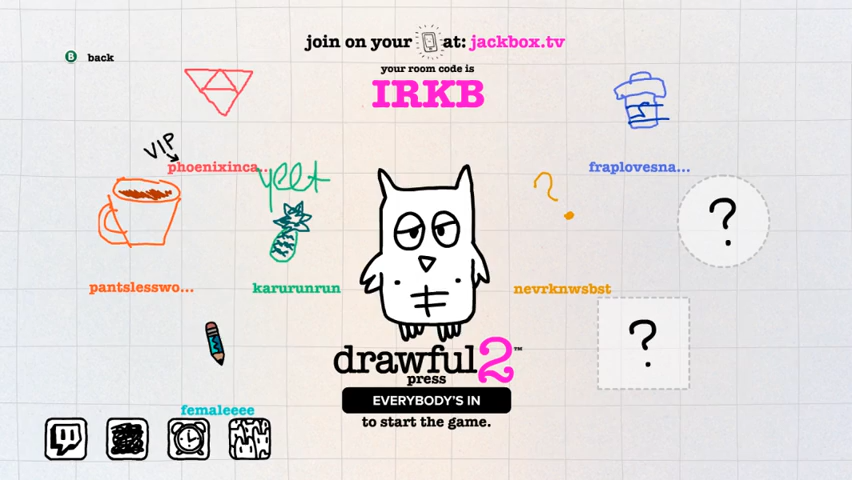 join on your at: jackbox.tv
B back
your room code is
IRKB
VIP
phoenixinca...
fraplovesna...
yeet
?
?
pantslesswo...
karurunrun
nevrknwsbst
?
drawful 2™
press
EVERYBODY'S IN
to start the game.
femaleeee